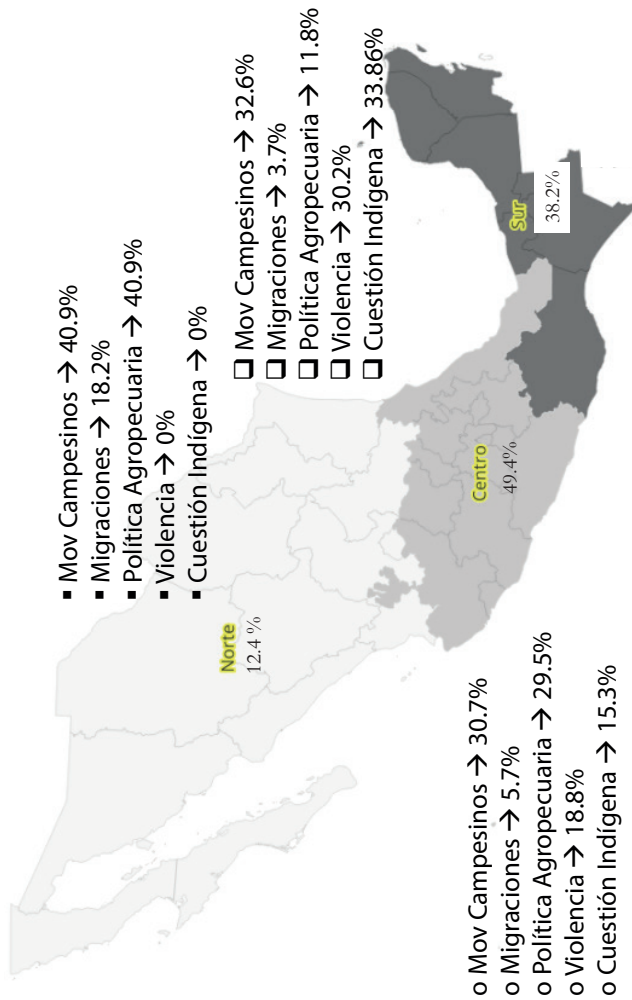 ▪ Mov Campesinos → 40.9%
▪ Migraciones → 18.2%
▪ Política Agropecuaria → 40.9%
▪ Violencia → 0%
▪ Cuestión Indígena → 0%
Norte
12.4 %
❑ Mov Campesinos → 32.6%
❑ Migraciones → 3.7%
❑ Política Agropecuaria → 11.8%
❑ Violencia → 30.2%
❑ Cuestión Indígena → 33.86%
Sur
38.2%
Centro
49.4%
o Mov Campesinos → 30.7%
o Migraciones → 5.7%
o Política Agropecuaria → 29.5%
o Violencia → 18.8%
o Cuestión Indígena → 15.3%